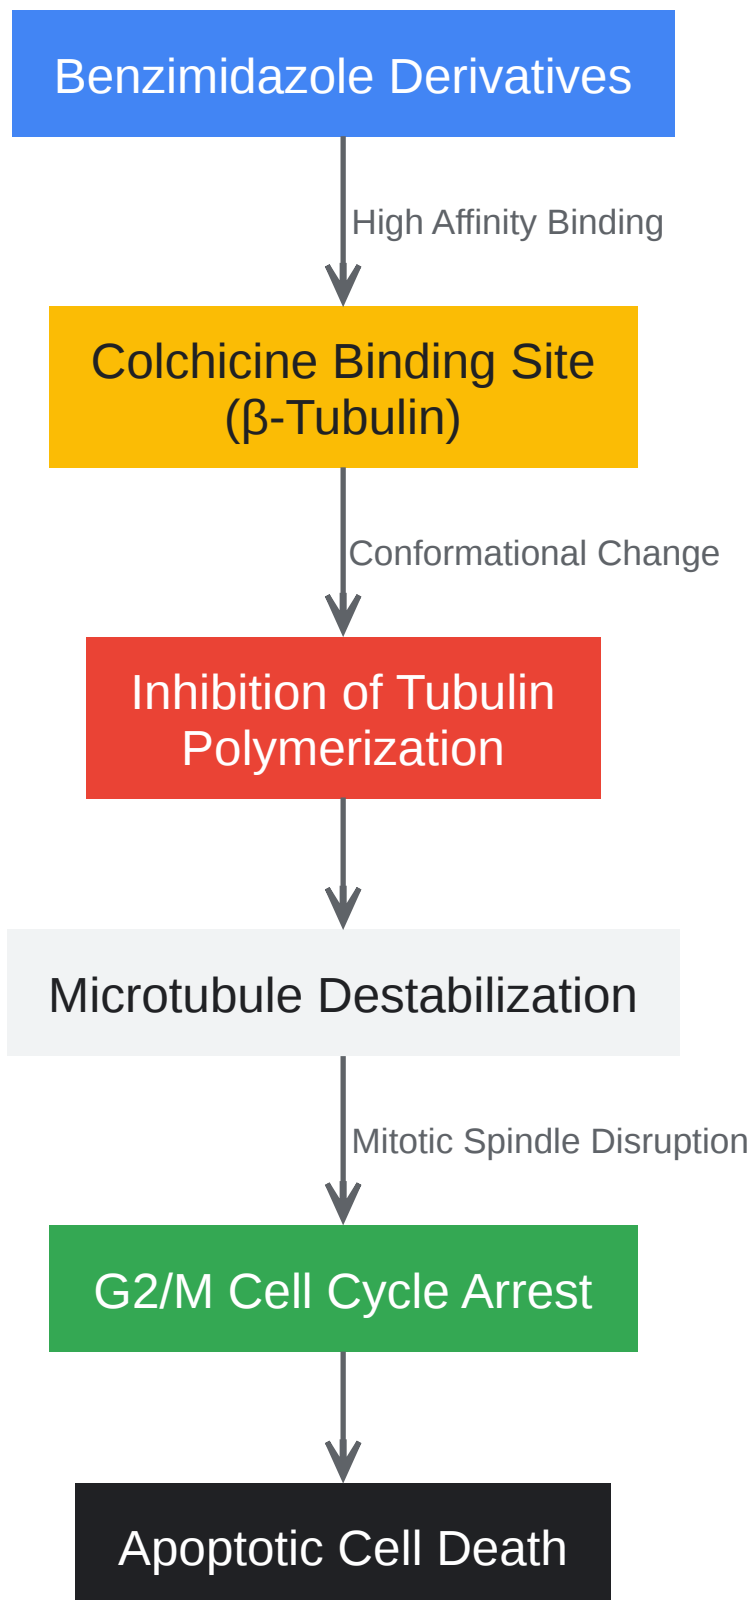 Benzimidazole Derivatives
High Affinity Binding
Colchicine Binding Site
(β-Tubulin)
Conformational Change
Inhibition of Tubulin
Polymerization
Microtubule Destabilization
Mitotic Spindle Disruption
G2/M Cell Cycle Arrest
Apoptotic Cell Death